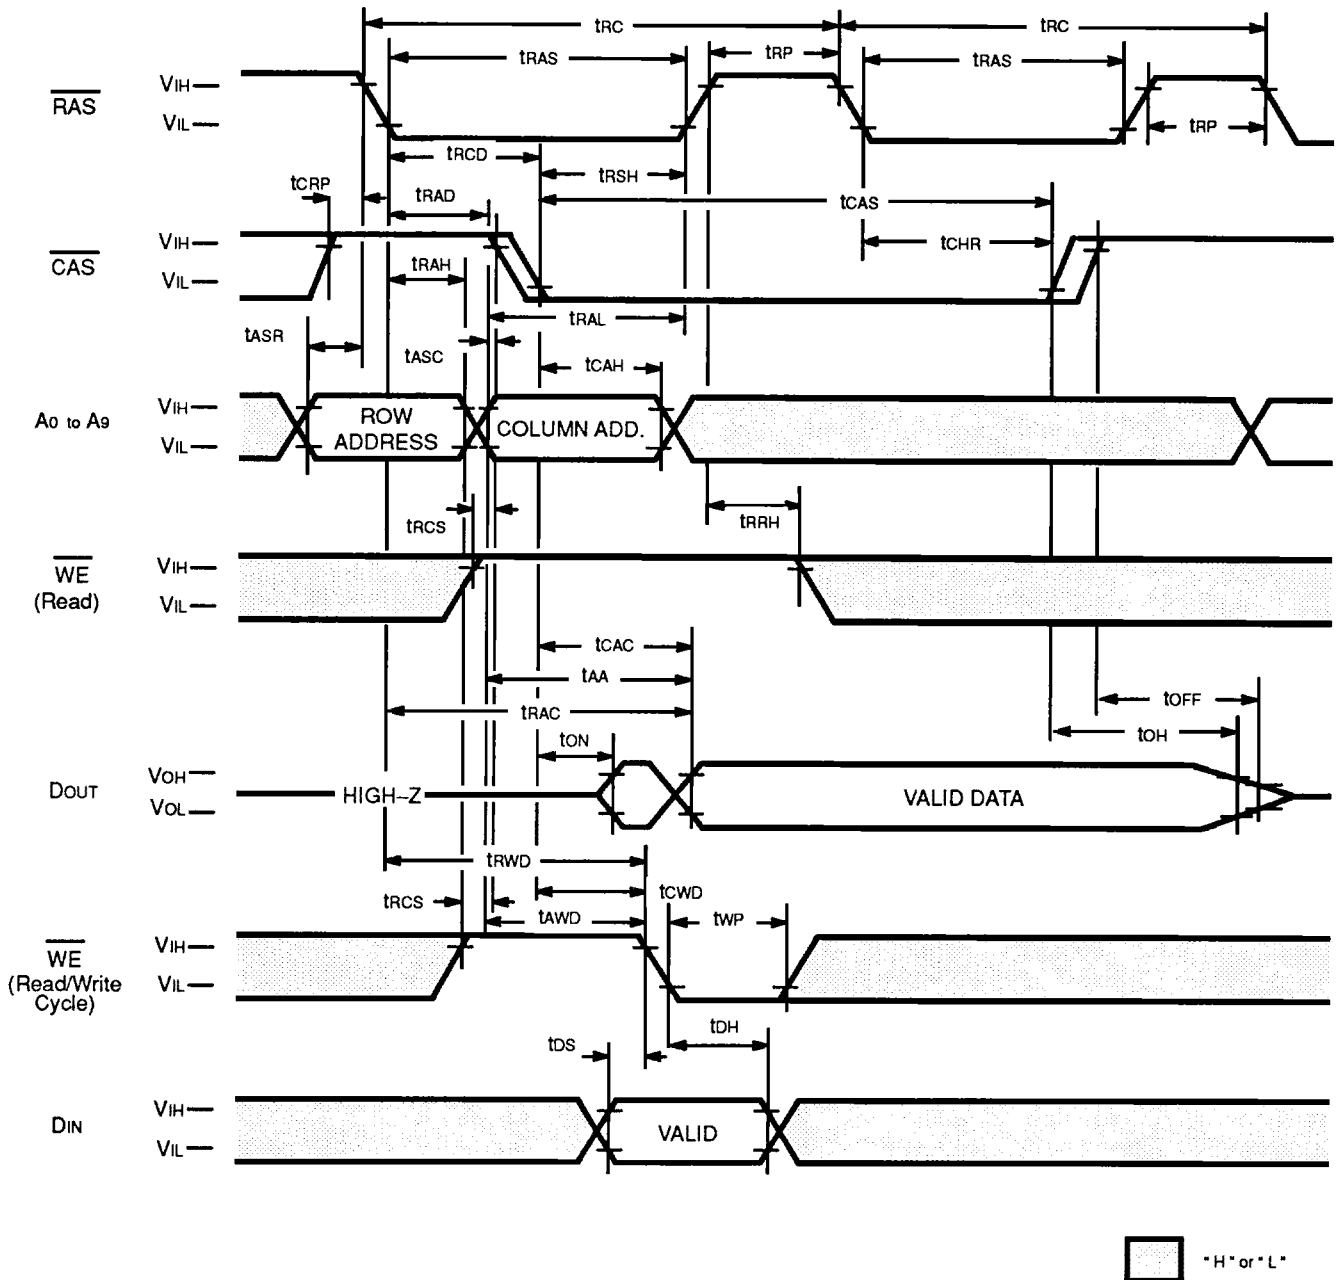 tRC tRC
tRAS tRP tRAS
RAS VIH
VIL
tRP
tRCD
tRSH
tCRP
tRAD
tCAS
CAS VIH
VIL
tCHR
tRAH
tRAL
tASR
tASC
tCAH
A0 to A9 VIH
VIL
ROW
ADDRESS
COLUMN ADD.
tRCS
tRRH
WE
(Read)
VIH
VIL
tCAC
tAA
tRAC
tOFF
tOH
tON
DOUT VOH
VOL
HIGH–Z
VALID DATA
tRWD
tRCS
tCWD
tAWD
tWP
WE
(Read/Write
Cycle)
VIH
VIL
tDH
tDS
DIN VIH
VIL
VALID
"H" or "L"